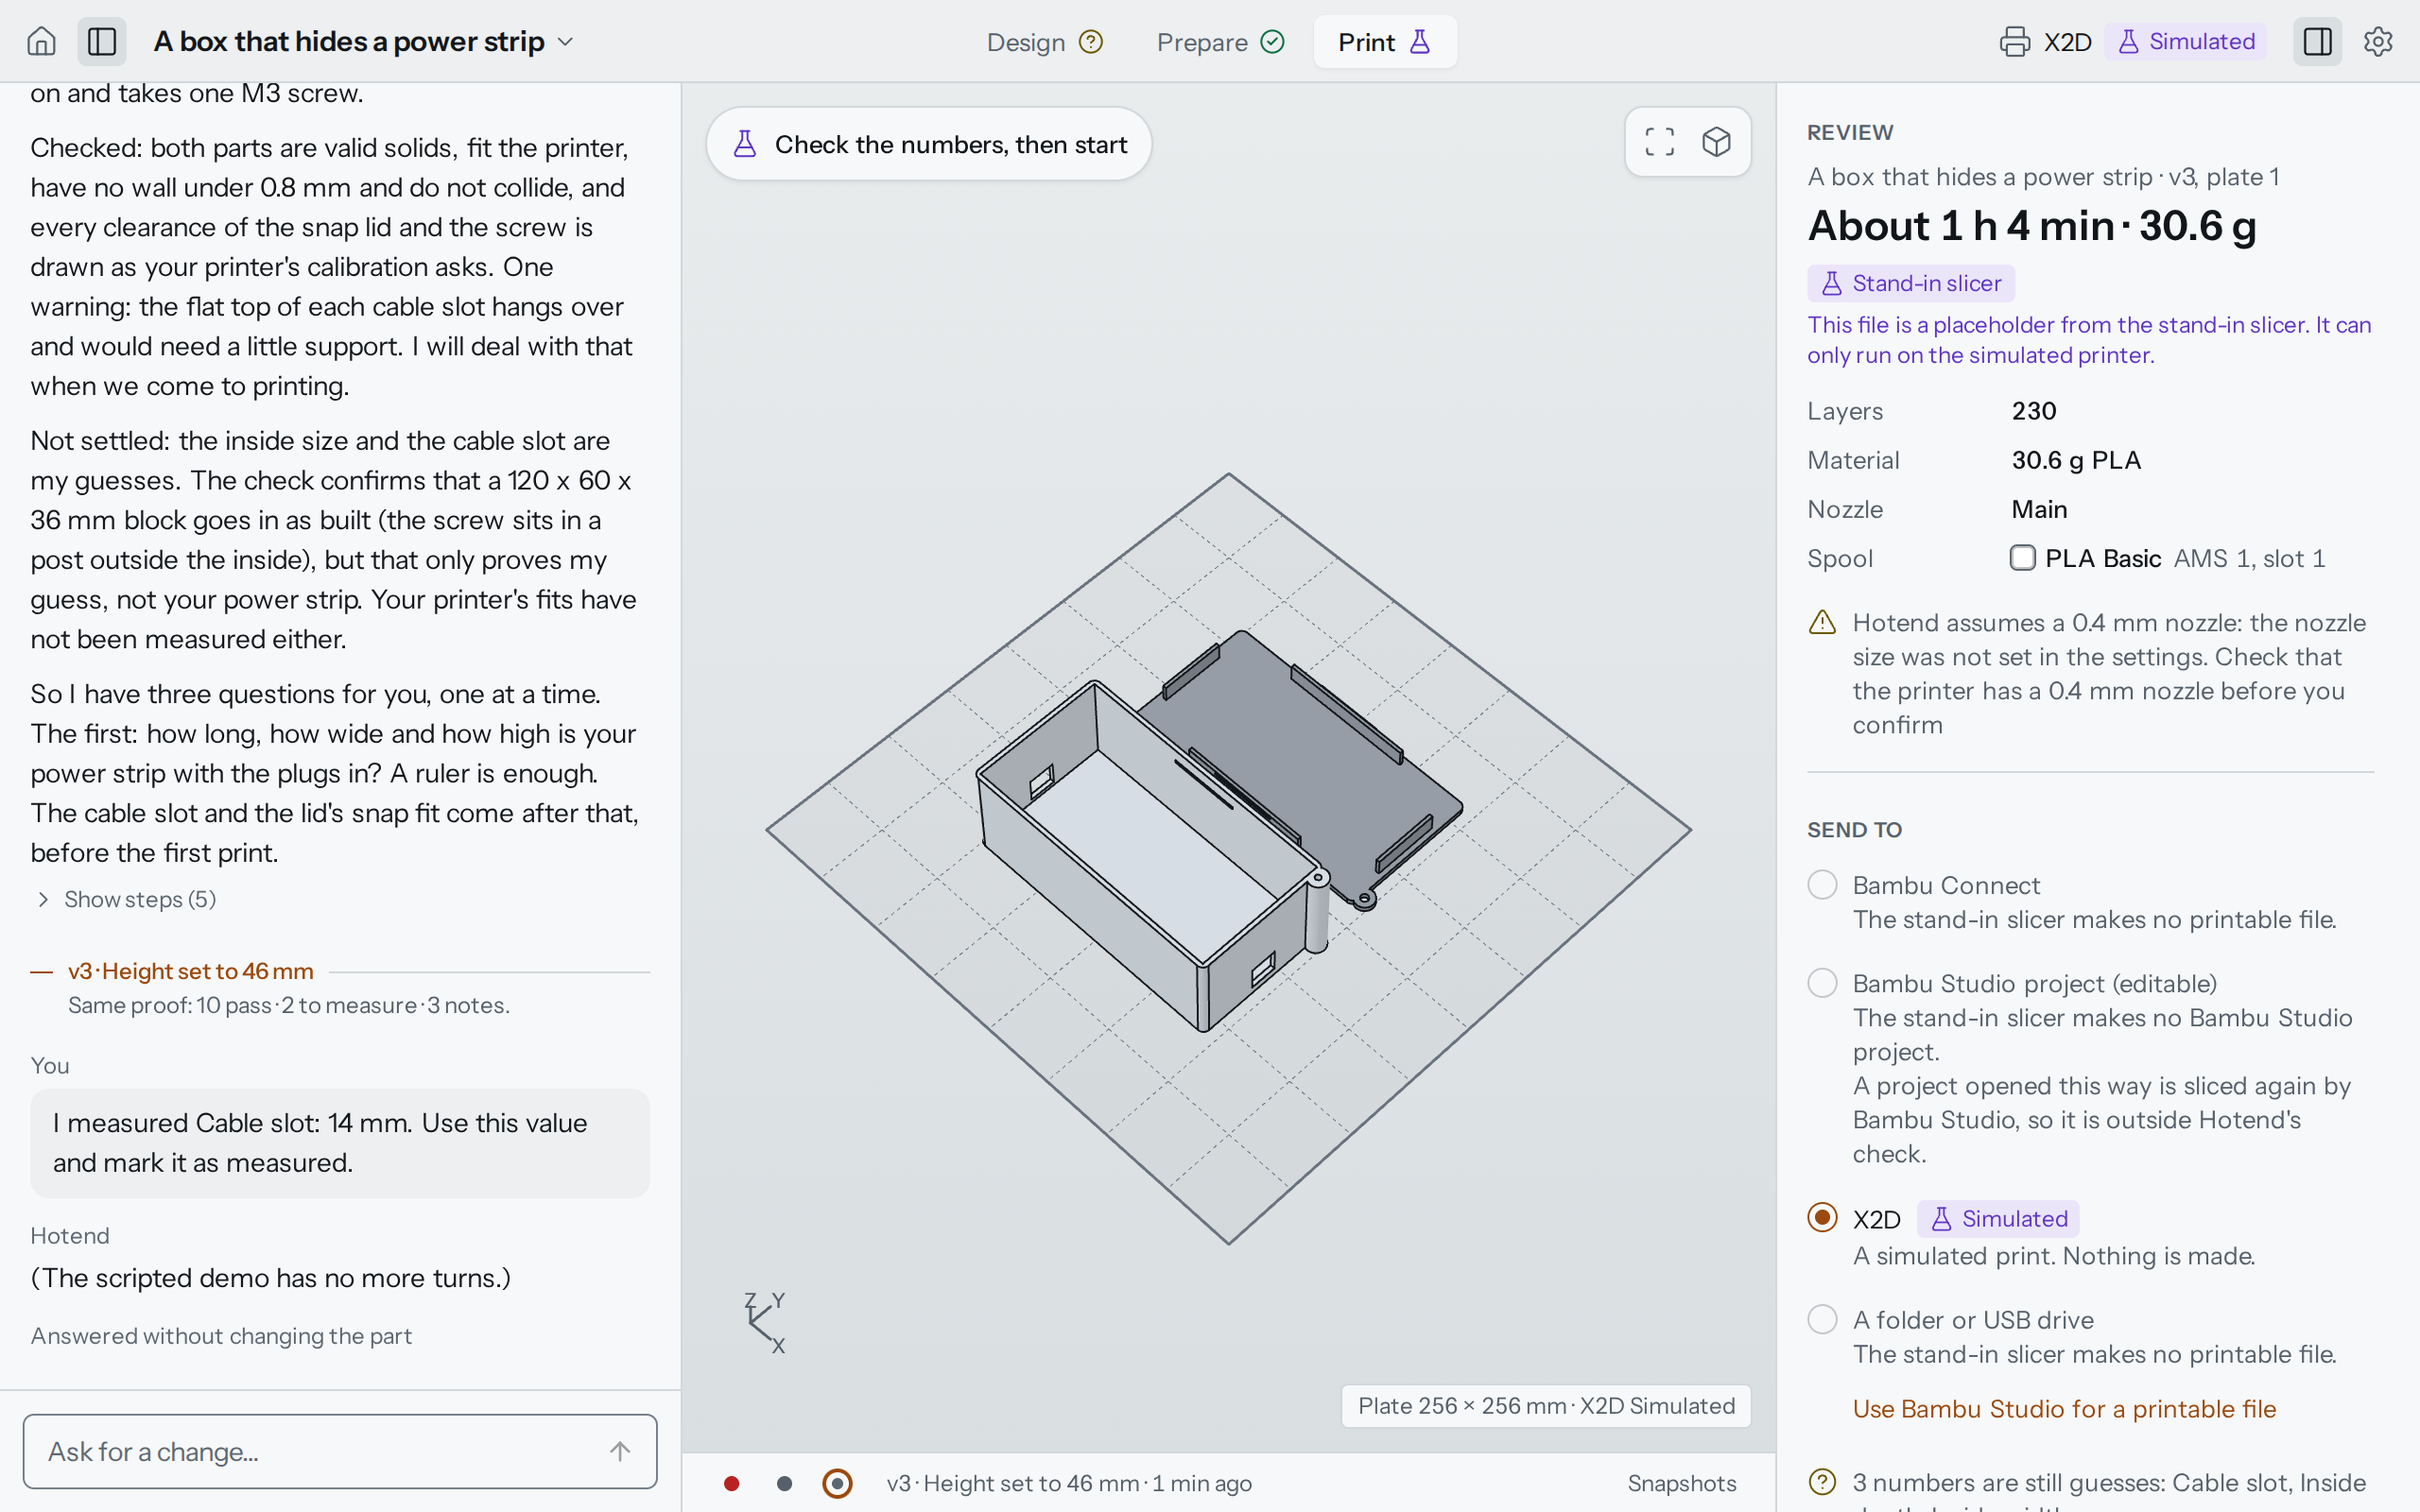 A box that hides a power strip
Design
Prepare
Print
X2D
Simulated
on and takes one M3 screw.
Checked: both parts are valid solids, fit the printer,
have no wall under 0.8 mm and do not collide, and
every clearance of the snap lid and the screw is
drawn as your printer's calibration asks. One
warning: the flat top of each cable slot hangs over
and would need a little support. I will deal with that
when we come to printing.
Not settled: the inside size and the cable slot are
my guesses. The check confirms that a 120 x 60 x
36 mm block goes in as built (the screw sits in a
post outside the inside), but that only proves my
guess, not your power strip. Your printer's fits have
not been measured either.
So I have three questions for you, one at a time.
The first: how long, how wide and how high is your
power strip with the plugs in? A ruler is enough.
The cable slot and the lid's snap fit come after that,
before the first print.
Show steps (5)
v3 · Height set to 46 mm
Same proof: 10 pass · 2 to measure · 3 notes.
You
I measured Cable slot: 14 mm. Use this value
and mark it as measured.
Hotend
(The scripted demo has no more turns.)
Answered without changing the part
Ask for a change...
Check the numbers, then start
Z Y
X
Plate 256 × 256 mm · X2D Simulated
v3 · Height set to 46 mm · 1 min ago
Snapshots
REVIEW
A box that hides a power strip · v3, plate 1
About 1 h 4 min · 30.6 g
Stand-in slicer
This file is a placeholder from the stand-in slicer. It can
only run on the simulated printer.
Layers 230
Material 30.6 g PLA
Nozzle Main
Spool PLA Basic AMS 1, slot 1
Hotend assumes a 0.4 mm nozzle: the nozzle
size was not set in the settings. Check that
the printer has a 0.4 mm nozzle before you
confirm
SEND TO
Bambu Connect
The stand-in slicer makes no printable file.
Bambu Studio project (editable)
The stand-in slicer makes no Bambu Studio
project.
A project opened this way is sliced again by
Bambu Studio, so it is outside Hotend's
check.
X2D Simulated
A simulated print. Nothing is made.
A folder or USB drive
The stand-in slicer makes no printable file.
Use Bambu Studio for a printable file
3 numbers are still guesses: Cable slot, Inside